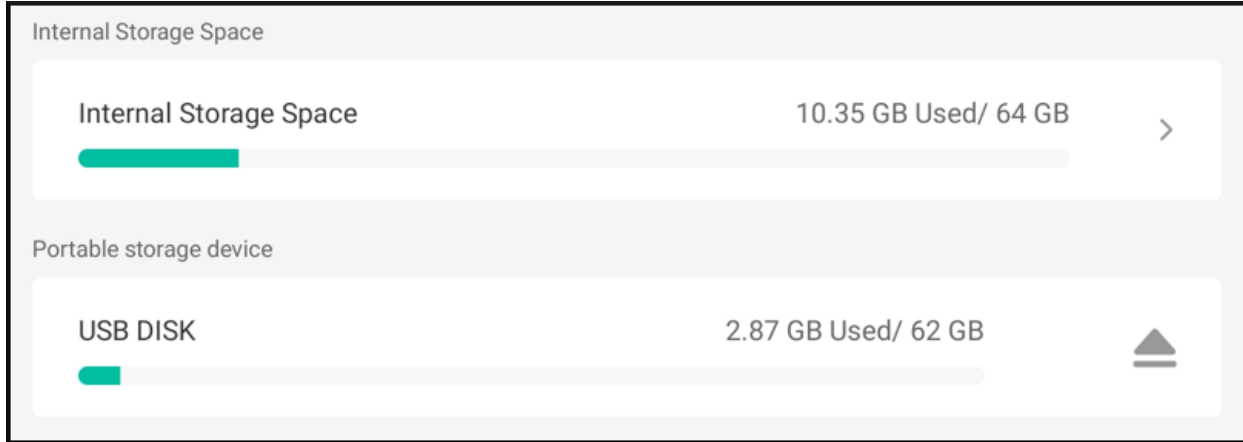 Internal Storage Space
Internal Storage Space 10.35 GB Used/ 64 GB
Portable storage device
USB DISK 2.87 GB Used/ 62 GB